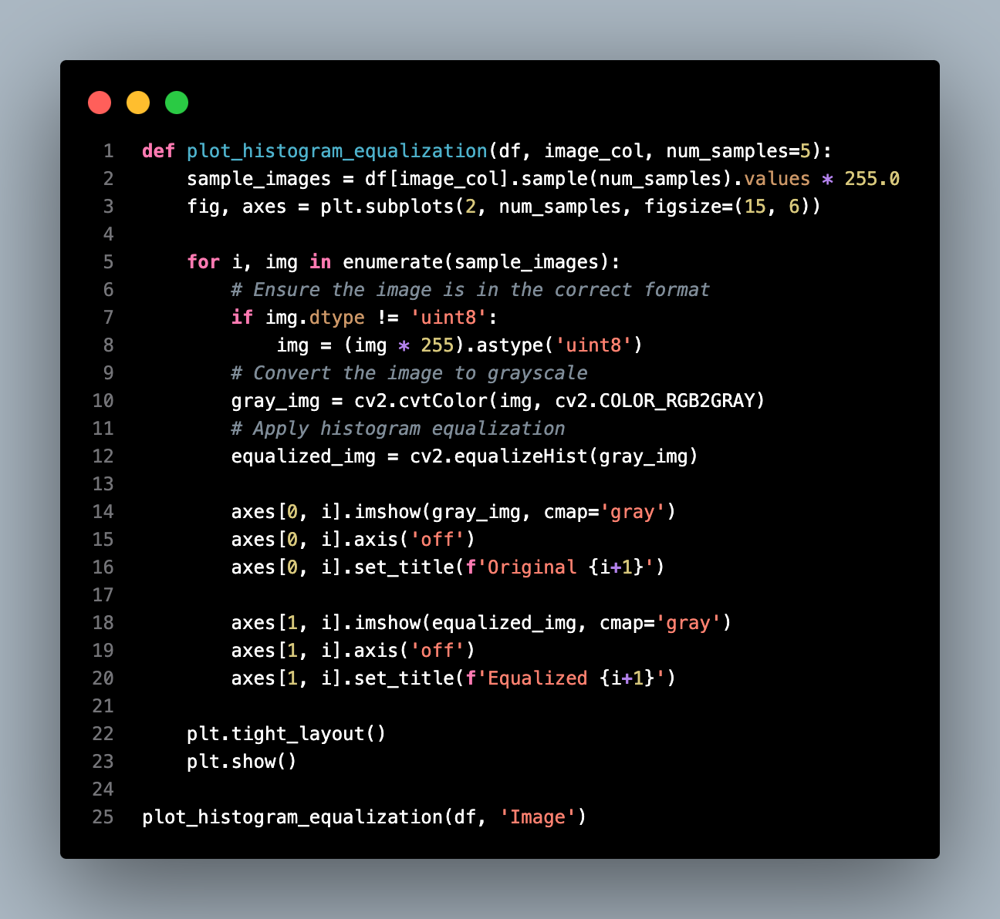 1 def plot_histogram_equalization(df, image_col, num_samples=5):
2     sample_images = df[image_col].sample(num_samples).values * 255.0
3     fig, axes = plt.subplots(2, num_samples, figsize=(15, 6))
4
5     for i, img in enumerate(sample_images):
6         # Ensure the image is in the correct format
7         if img.dtype != 'uint8':
8             img = (img * 255).astype('uint8')
9         # Convert the image to grayscale
10         gray_img = cv2.cvtColor(img, cv2.COLOR_RGB2GRAY)
11         # Apply histogram equalization
12         equalized_img = cv2.equalizeHist(gray_img)
13
14         axes[0, i].imshow(gray_img, cmap='gray')
15         axes[0, i].axis('off')
16         axes[0, i].set_title(f'Original {i+1}')
17
18         axes[1, i].imshow(equalized_img, cmap='gray')
19         axes[1, i].axis('off')
20         axes[1, i].set_title(f'Equalized {i+1}')
21
22     plt.tight_layout()
23     plt.show()
24
25 plot_histogram_equalization(df, 'Image')